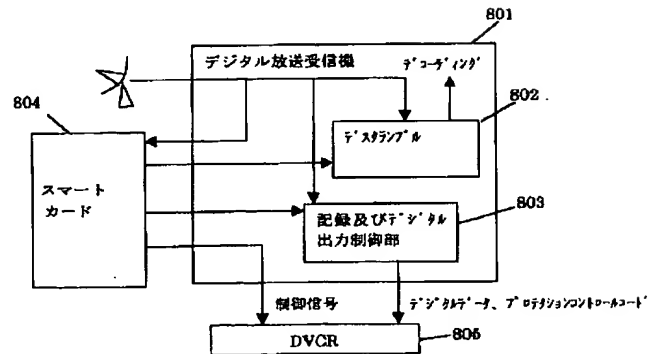 801
デジタル放送受信機
デコーディング
804
802
デスクランブル
スマート
カード
803
記録及びデジタル
出力制御部
制御信号
デジタルデータ、プロテクションコントロールコード
DVCR
805